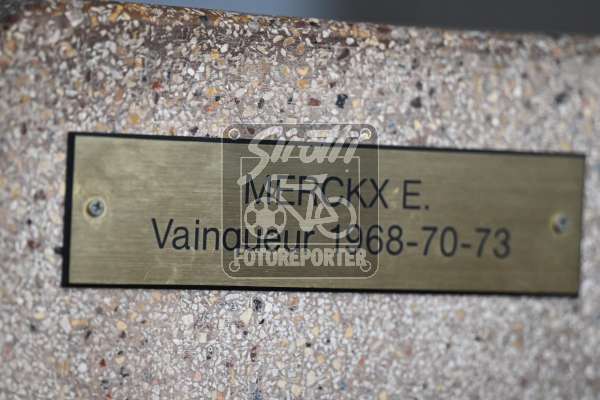 Sirotti
MERCKX E.
Vainqueur 1968-70-73
FOTOREPORTER